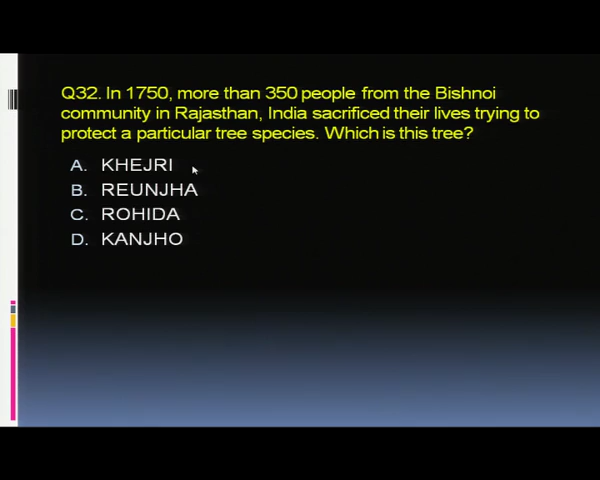 Q32. In 1750, more than 350 people from the Bishnoi
community in Rajasthan, India sacrificed their lives trying to
protect a particular tree species. Which is this tree?
A. KHEJRI
B. REUNJHA
C. ROHIDA
D. KANJHO